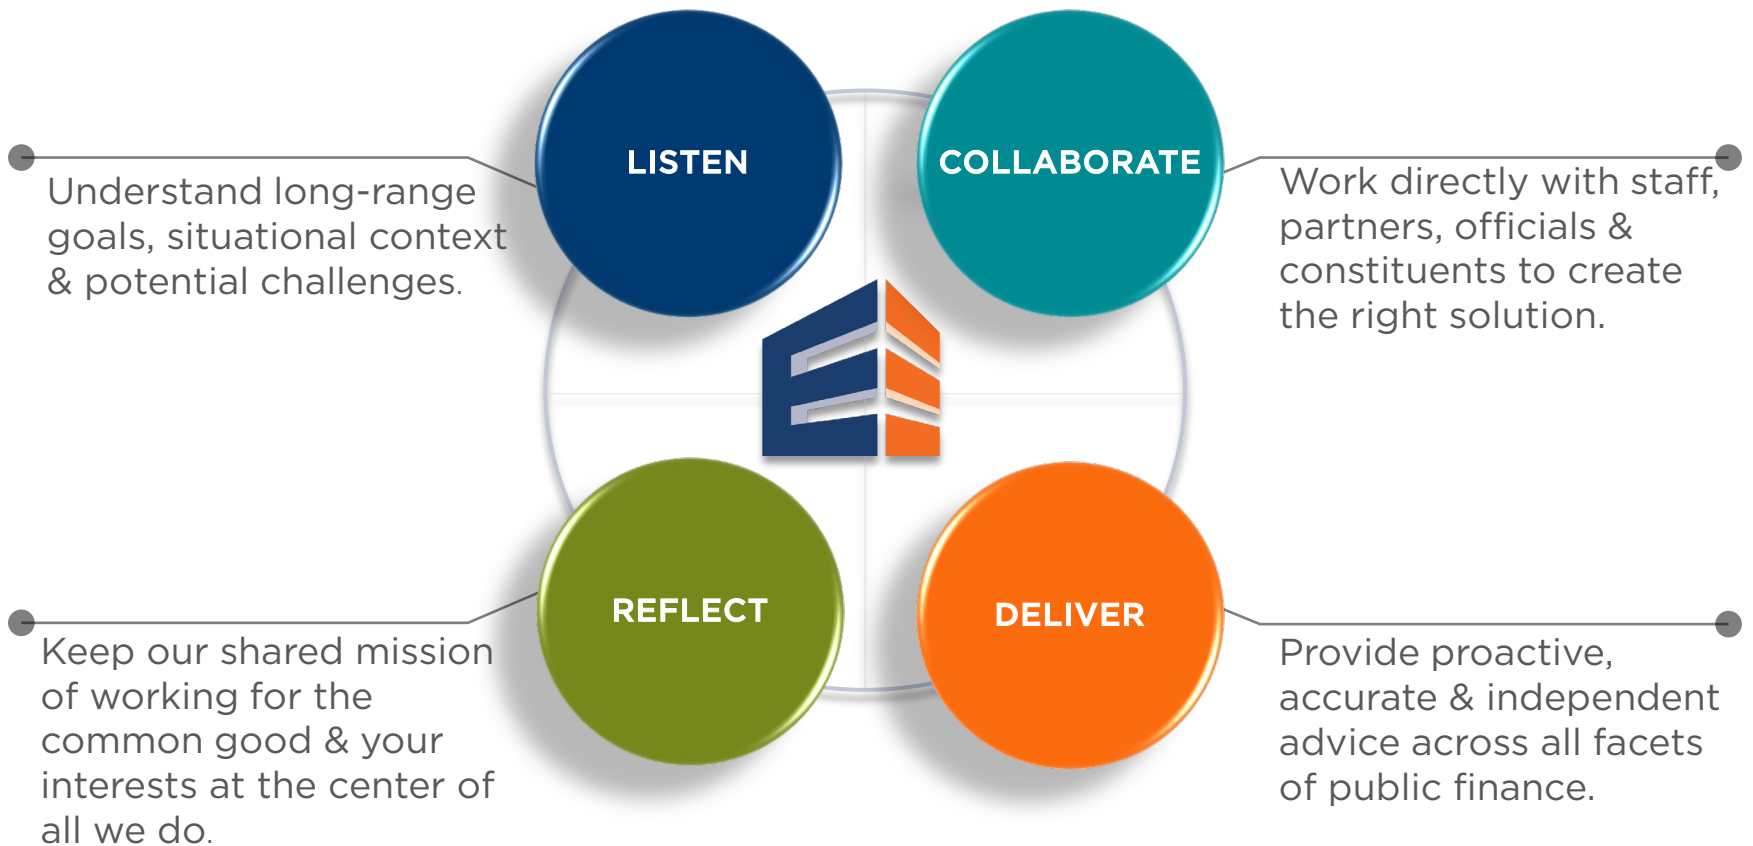 LISTEN
Understand long-range
goals, situational context
& potential challenges.
COLLABORATE
Work directly with staff,
partners, officials &
constituents to create
the right solution.
REFLECT
Keep our shared mission
of working for the
common good & your
interests at the center of
all we do.
DELIVER
Provide proactive,
accurate & independent
advice across all facets
of public finance.